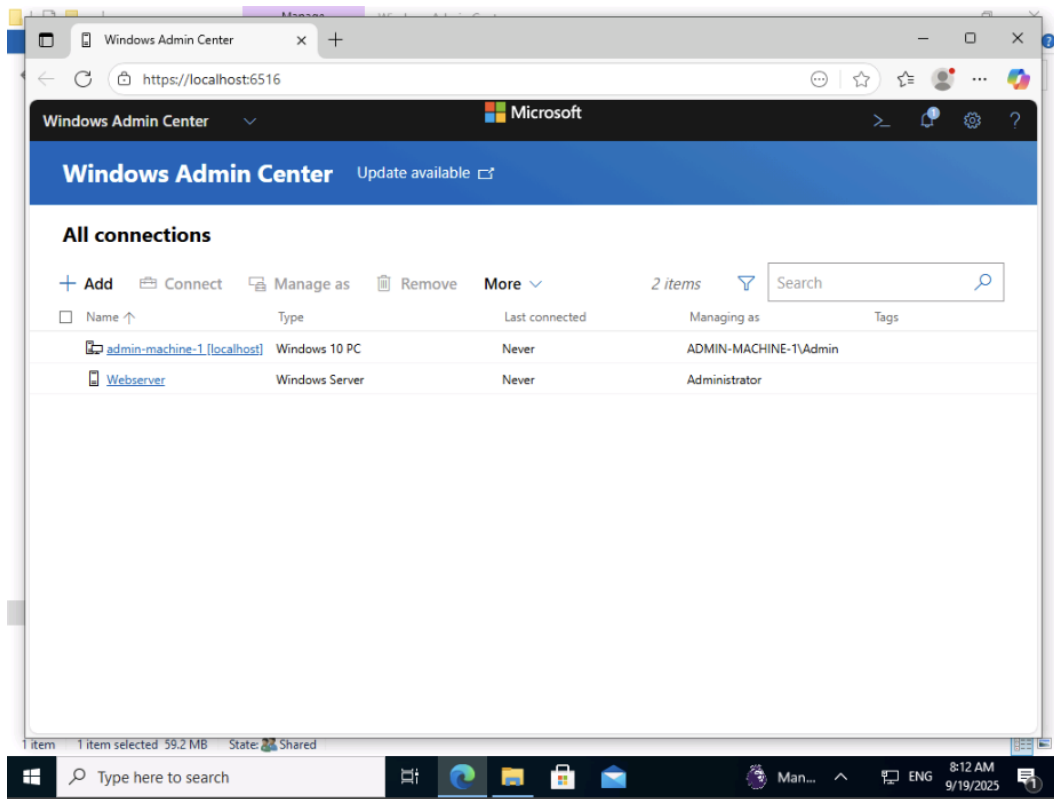 Windows Admin Center
https://localhost:6516
Windows Admin Center
Microsoft
>_
1
?
Windows Admin Center Update available
All connections
Add Connect Manage as Remove More 2 items Search
Name Type Last connected Managing as Tags
admin-machine-1 [localhost] Windows 10 PC Never ADMIN-MACHINE-1\Admin
Webserver Windows Server Never Administrator
1 item 1 item selected 59.2 MB State: Shared
Type here to search Man... ENG 8:12 AM
9/19/2025
1